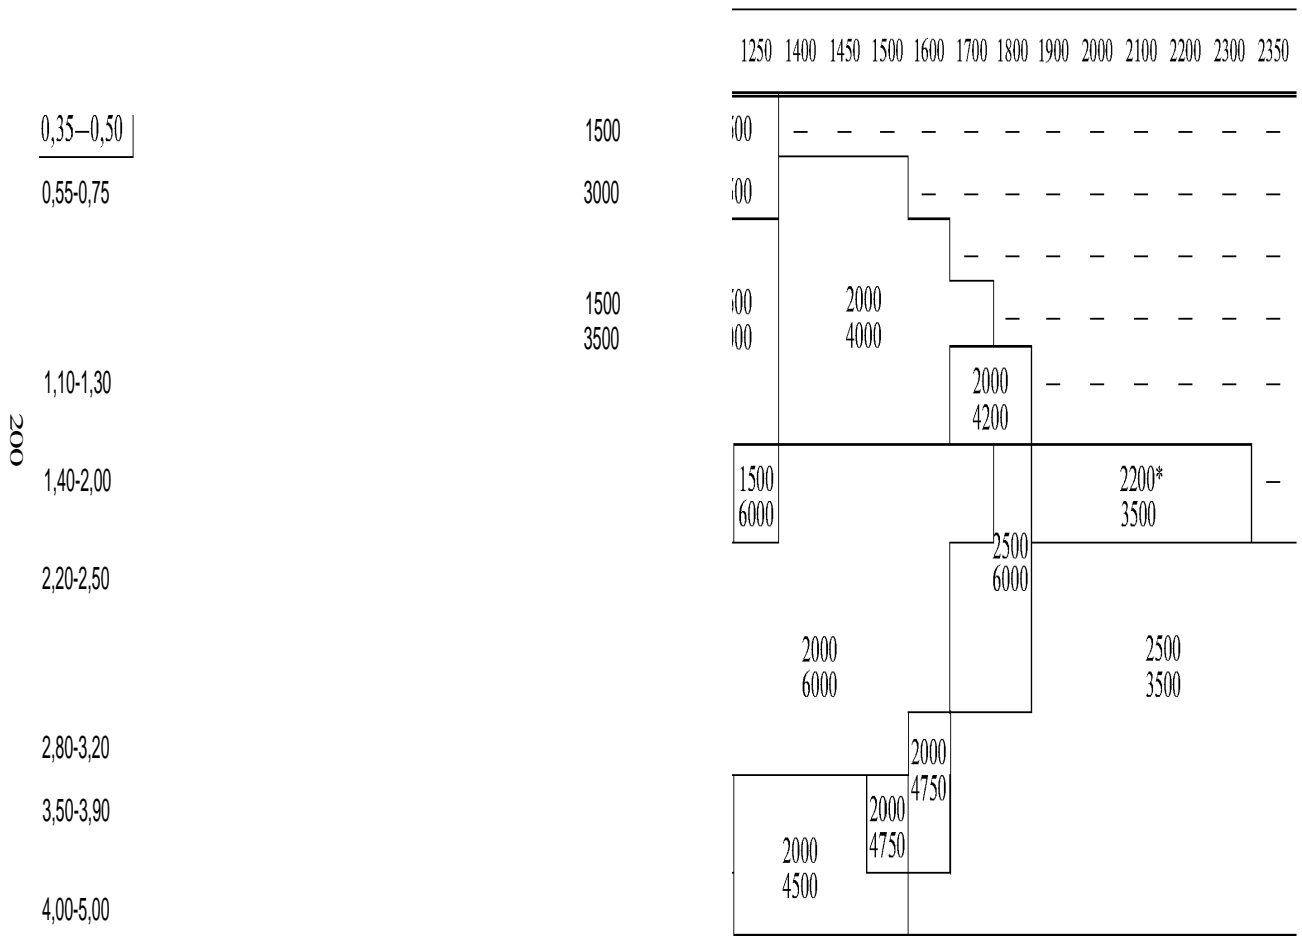 1250 1400 1450 1500 1600 1700 1800 1900 2000 2100 2200 2300 2350
0,35—0,50 1500 — — — — — — — — — — — —
0,55-0,75 3000 — — — — — — — — —
— — — — — — — —
1500 2000 — — — — — — —
3500 4000
1,10-1,30 2000 — — — — — —
4200
200
1,40-2,00 1500 2200* —
6000 3500
2500
2,20-2,50 6000
2000 2500
6000 3500
2,80-3,20 2000
4750
3,50-3,90 2000
4750
2000
4500
4,00-5,00